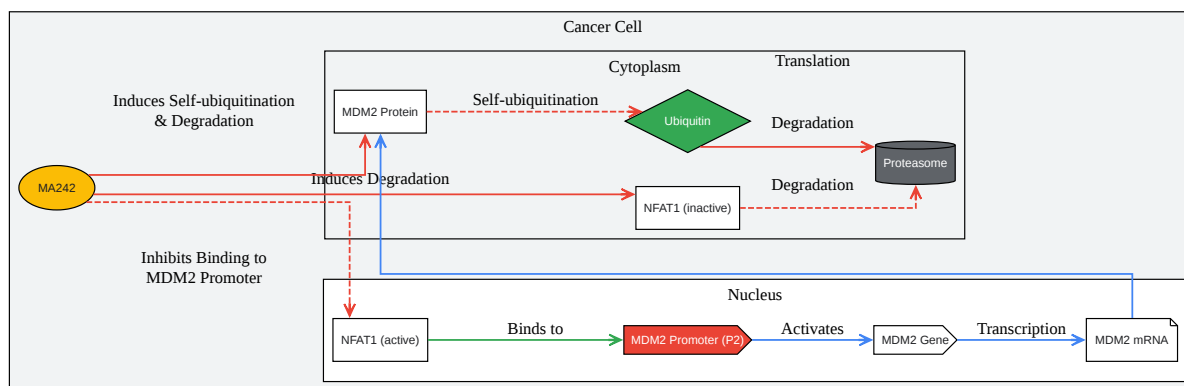 Cancer Cell
Translation
Cytoplasm
Induces Self-ubiquitination
& Degradation
MDM2 Protein
Self-ubiquitination
Ubiquitin
Degradation
Proteasome
MA242
Induces Degradation
NFAT1 (inactive)
Degradation
Inhibits Binding to
MDM2 Promoter
Nucleus
NFAT1 (active)
Binds to
MDM2 Promoter (P2)
Activates
MDM2 Gene
Transcription
MDM2 mRNA